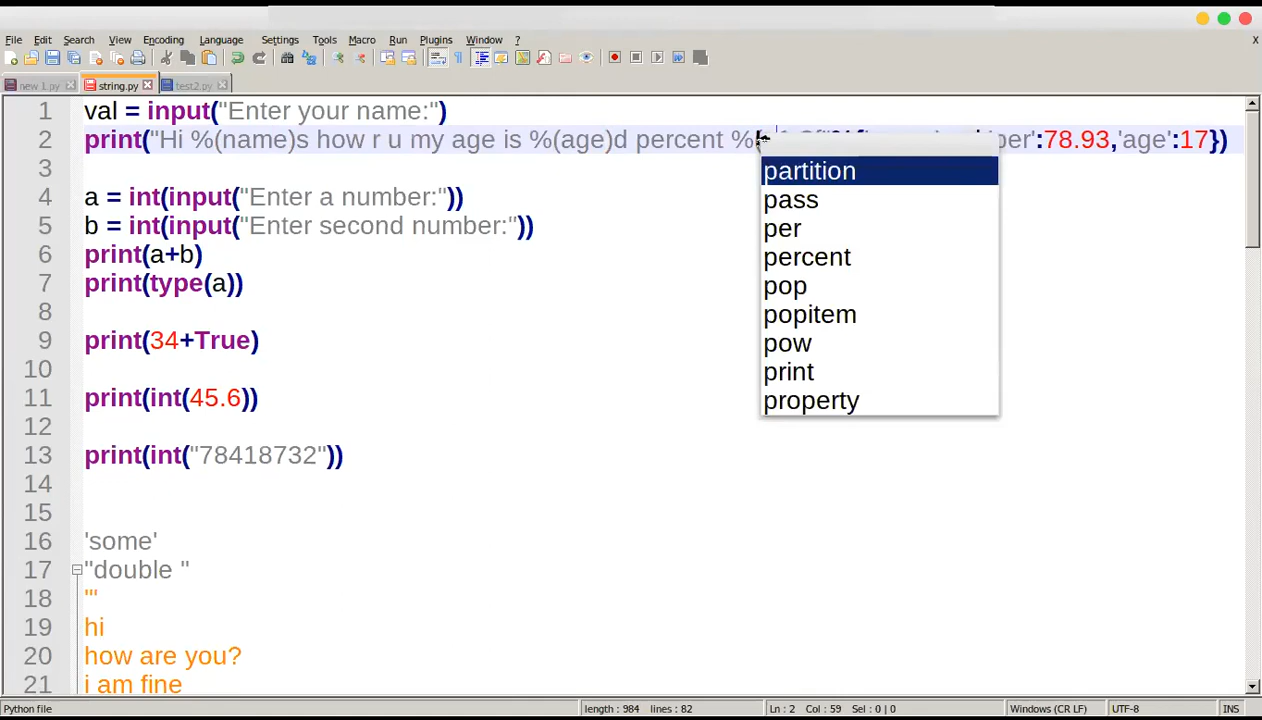 File Edit Search View Encoding Language Settings Tools Macro Run Plugins Window ? X
new 1.py string.py test2.py
1 val = input("Enter your name:")
2 print("Hi %(name)s how r u my age is %(age)d percent % er':78.93,'age':17})
3
4 a = int(input("Enter a number:"))
5 b = int(input("Enter second number:"))
6 print(a+b)
7 print(type(a))
8
9 print(34+True)
10
11 print(int(45.6))
12
13 print(int("78418732"))
14
15
16 'some'
17 "double "
18 '''
19 hi
20 how are you?
21 i am fine
partition
pass
per
percent
pop
popitem
pow
print
property
Python file length : 984 lines : 82 Ln : 2 Col : 59 Sel : 0 | 0 Windows (CR LF) UTF-8 INS